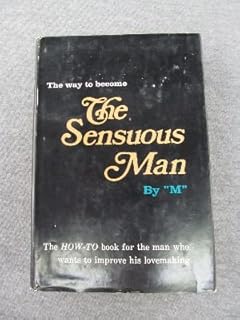 The way to become
The
Sensuous
Man
By "M"
The HOW-TO book for the man who
wants to improve his lovemaking